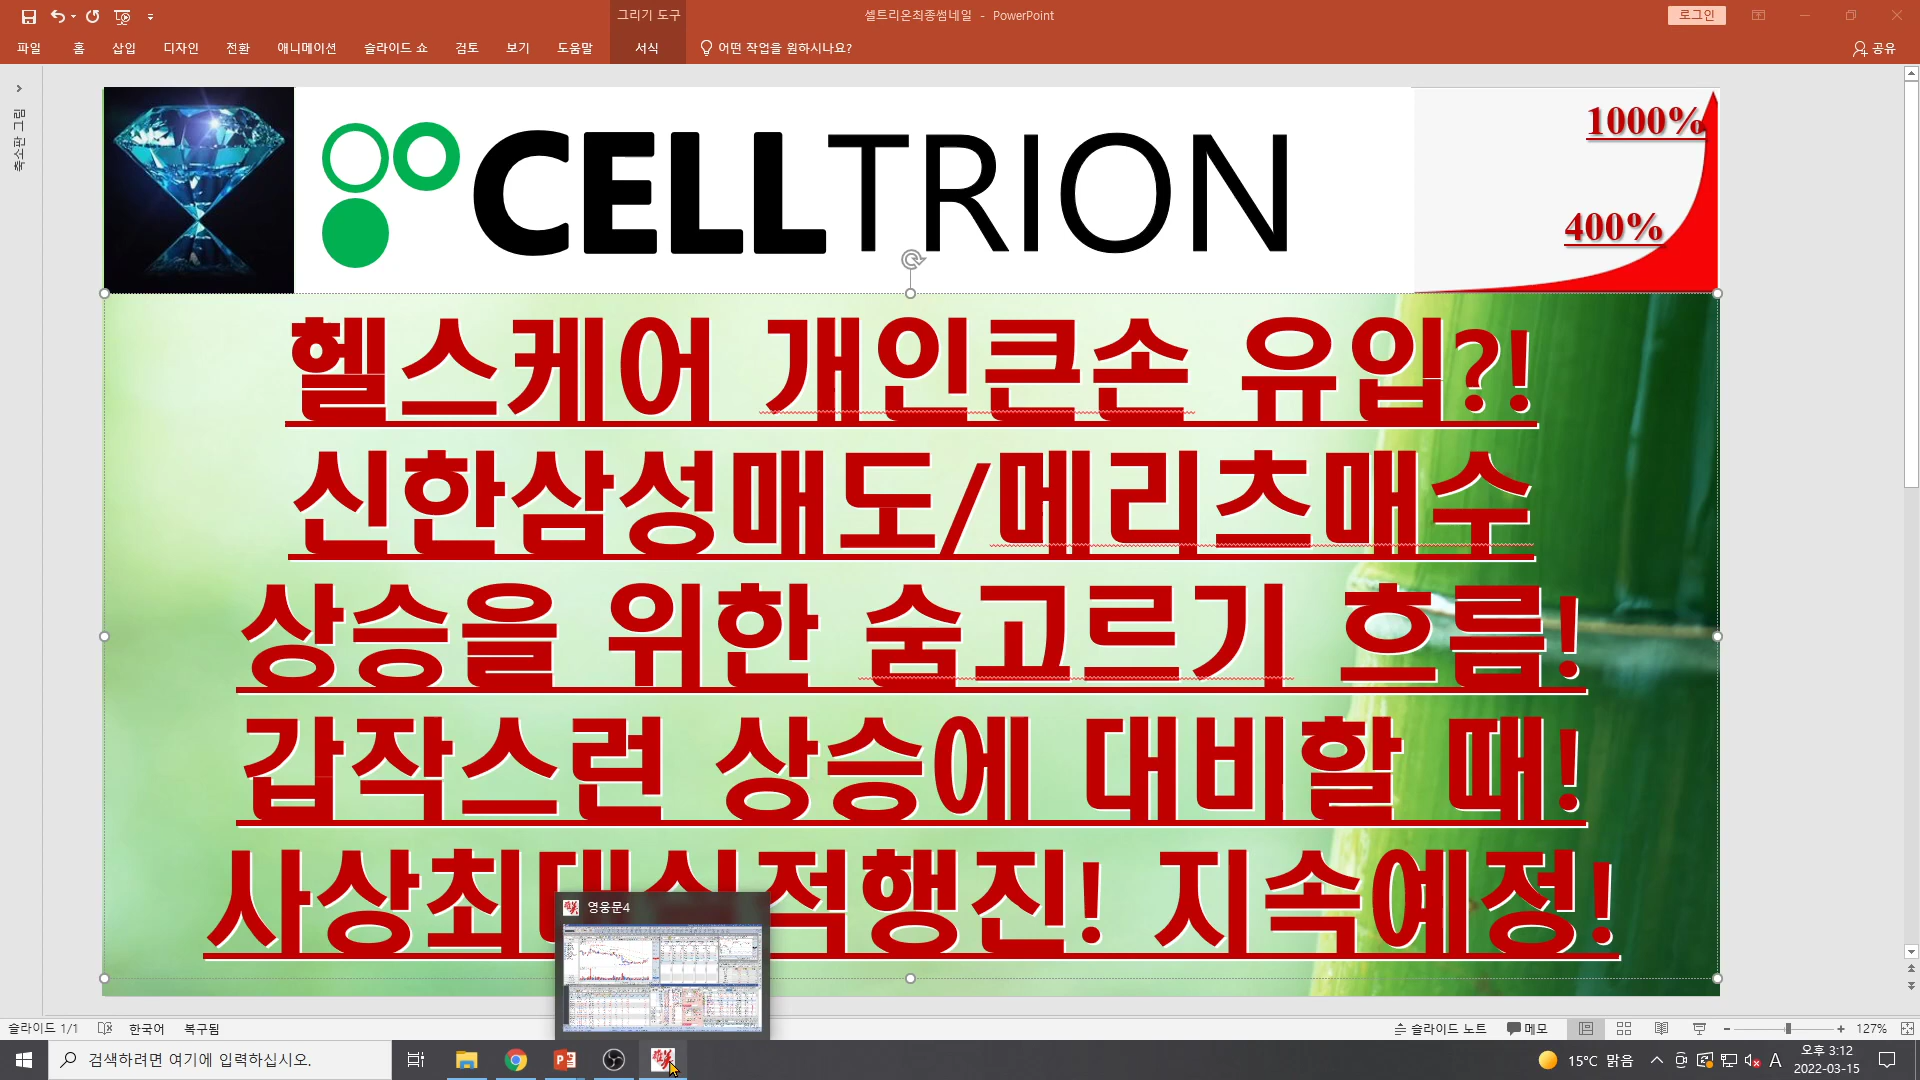 그리기 도구
셀트리온최종썸네일 - PowerPoint
로그인
파일 홈 삽입 디자인 전환 애니메이션 슬라이드 쇼 검토 보기 도움말 서식 어떤 작업을 원하시나요? 공유
축소판 그림
CELLTRION
1000%
400%
헬스케어 개인큰손 유입?!
신한삼성매도/메리츠매수
상승을 위한 숨고르기 흐름!
갑작스런 상승에 대비할 때!
사상최대실적행진! 지속예정!
영웅문4
슬라이드 1/1 한국어 복구됨 슬라이드 노트 메모 127%
검색하려면 여기에 입력하십시오.
15°C 맑음 A 오후 3:12
2022-03-15